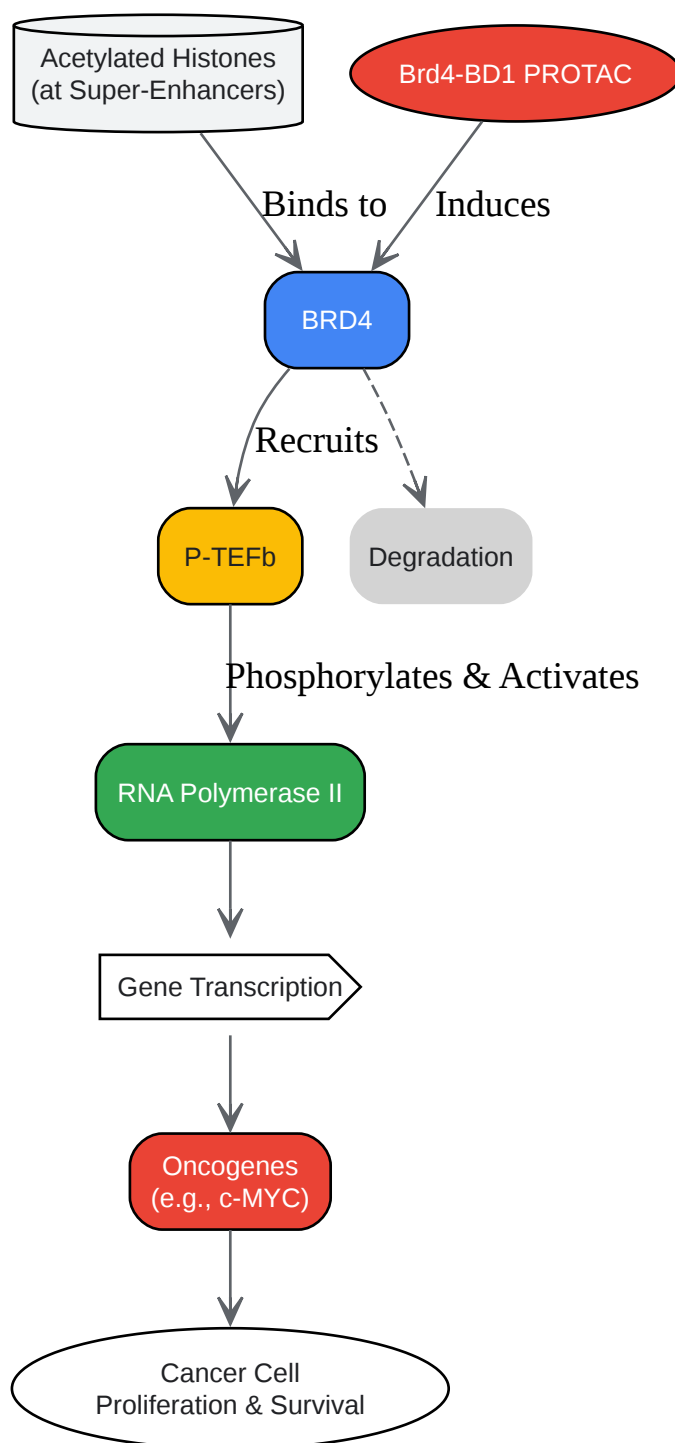 Acetylated Histones
(at Super-Enhancers)
Brd4-BD1 PROTAC
Binds to
Induces
BRD4
Recruits
P-TEFb
Degradation
Phosphorylates & Activates
RNA Polymerase II
Gene Transcription
Oncogenes
(e.g., c-MYC)
Cancer Cell
Proliferation & Survival